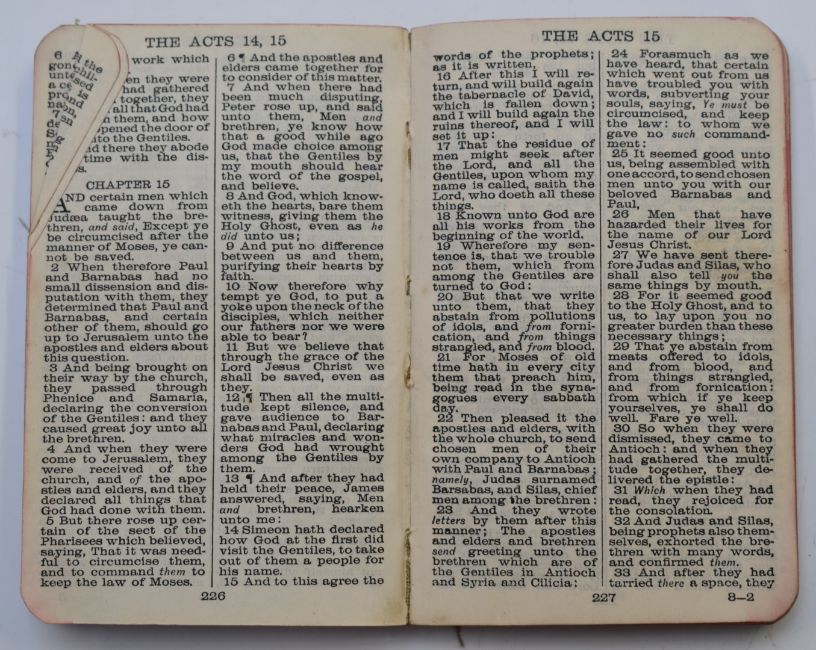 THE ACTS 14, 15
work which
en they were
had gathered
together, they
all that God had
them, and how
opened the door of
to the Gentiles.
d there they abode
time with the dis-
s.
CHAPTER 15
AND certain men which
came down from
Judæa taught the bre-
thren, and said, Except ye
be circumcised after the
manner of Moses, ye can-
not be saved.
2 When therefore Paul
and Barnabas had no
small dissension and dis-
putation with them, they
determined that Paul and
Barnabas, and certain
other of them, should go
up to Jerusalem unto the
apostles and elders about
this question.
3 And being brought on
their way by the church,
they passed through
Phenice and Samaria,
declaring the conversion
of the Gentiles: and they
caused great joy unto all
the brethren.
4 And when they were
come to Jerusalem, they
were received of the
church, and of the apo-
stles and elders, and they
declared all things that
God had done with them.
5 But there rose up cer-
tain of the sect of the
Pharisees which believed,
saying, That it was need-
ful to circumcise them,
and to command them to
keep the law of Moses.
6 ¶ And the apostles and
elders came together for
to consider of this matter.
7 And when there had
been much disputing,
Peter rose up, and said
unto them, Men and
brethren, ye know how
that a good while ago
God made choice among
us, that the Gentiles by
my mouth should hear
the word of the gospel,
and believe.
8 And God, which know-
eth the hearts, bare them
witness, giving them the
Holy Ghost, even as he
did unto us;
9 And put no difference
between us and them,
purifying their hearts by
faith.
10 Now therefore why
tempt ye God, to put a
yoke upon the neck of the
disciples, which neither
our fathers nor we were
able to bear?
11 But we believe that
through the grace of the
Lord Jesus Christ we
shall be saved, even as
they.
12 ¶ Then all the multi-
tude kept silence, and
gave audience to Bar-
nabas and Paul, declaring
what miracles and won-
ders God had wrought
among the Gentiles by
them.
13 ¶ And after they had
held their peace, James
answered, saying, Men
and brethren, hearken
unto me:
14 Simeon hath declared
how God at the first did
visit the Gentiles, to take
out of them a people for
his name.
15 And to this agree the
226
THE ACTS 15
words of the prophets;
as it is written,
16 After this I will re-
turn, and will build again
the tabernacle of David,
which is fallen down;
and I will build again the
ruins thereof, and I will
set it up:
17 That the residue of
men might seek after
the Lord, and all the
Gentiles, upon whom my
name is called, saith the
Lord, who doeth all these
things.
18 Known unto God are
all his works from the
beginning of the world.
19 Wherefore my sen-
tence is, that we trouble
not them, which from
among the Gentiles are
turned to God:
20 But that we write
unto them, that they
abstain from pollutions
of idols, and from forni-
cation, and from things
strangled, and from blood.
21 For Moses of old
time hath in every city
them that preach him,
being read in the syna-
gogues every sabbath
day.
22 Then pleased it the
apostles and elders, with
the whole church, to send
chosen men of their
own company to Antioch
with Paul and Barnabas;
namely, Judas surnamed
Barsabas, and Silas, chief
men among the brethren:
23 And they wrote
letters by them after this
manner; The apostles
and elders and brethren
send greeting unto the
brethren which are of
the Gentiles in Antioch
and Syria and Cilicia:
24 Forasmuch as we
have heard, that certain
which went out from us
have troubled you with
words, subverting your
souls, saying, Ye must be
circumcised, and keep
the law: to whom we
gave no such command-
ment:
25 It seemed good unto
us, being assembled with
one accord, to send chosen
men unto you with our
beloved Barnabas and
Paul,
26 Men that have
hazarded their lives for
the name of our Lord
Jesus Christ.
27 We have sent there-
fore Judas and Silas, who
shall also tell you the
same things by mouth.
28 For it seemed good
to the Holy Ghost, and to
us, to lay upon you no
greater burden than these
necessary things;
29 That ye abstain from
meats offered to idols,
and from blood, and
from things strangled,
and from fornication:
from which if ye keep
yourselves, ye shall do
well. Fare ye well.
30 So when they were
dismissed, they came to
Antioch: and when they
had gathered the multi-
tude together, they de-
livered the epistle:
31 Which when they had
read, they rejoiced for
the consolation.
32 And Judas and Silas,
being prophets also them-
selves, exhorted the bre-
thren with many words,
and confirmed them.
33 And after they had
tarried there a space, they
227
8—2